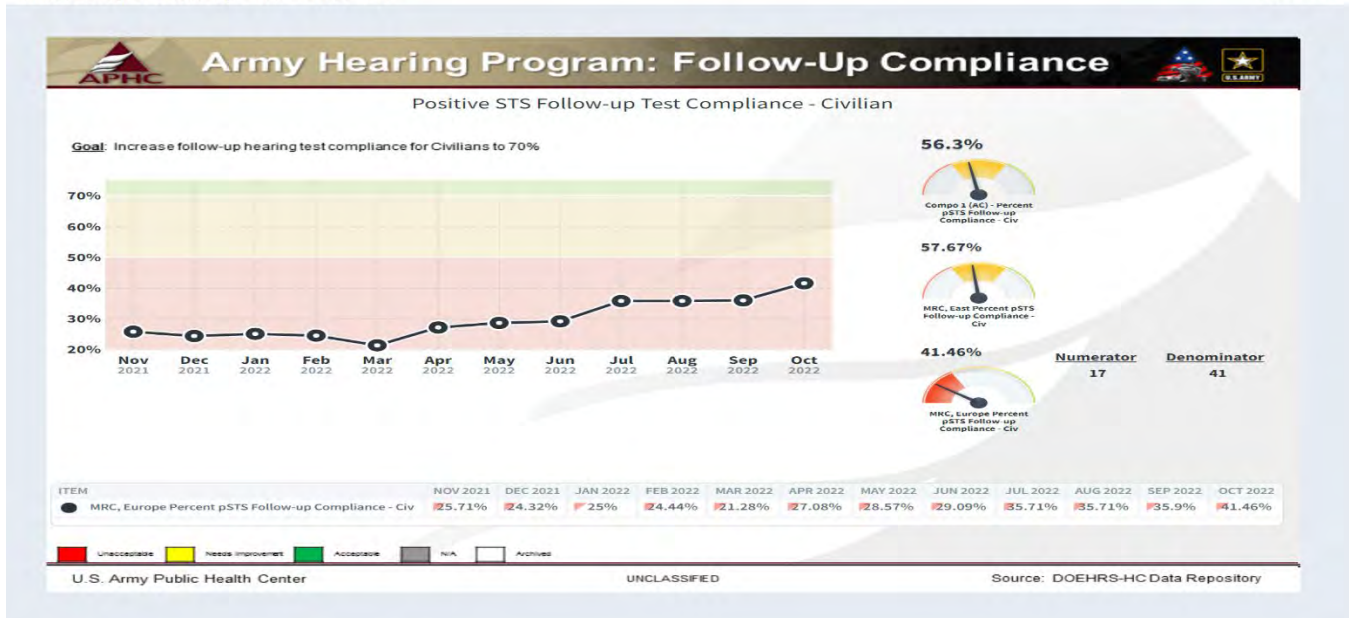 APHC
Army Hearing Program: Follow-Up Compliance
U.S. ARMY
Positive STS Follow-up Test Compliance - Civilian
Goal: Increase follow-up hearing test compliance for Civilians to 70%
70%
60%
50%
40%
30%
20%
Nov Dec Jan Feb Mar Apr May Jun Jul Aug Sep Oct
2021 2021 2022 2022 2022 2022 2022 2022 2022 2022 2022 2022
56.3%
Compo 1 (AC) - Percent
pSTS Follow-up
Compliance - Civ
57.67%
MRC, East Percent pSTS
Follow-up Compliance -
Civ
41.46%
MRC, Europe Percent
pSTS Follow-up
Compliance - Civ
Numerator Denominator
17 41
ITEM NOV 2021 DEC 2021 JAN 2022 FEB 2022 MAR 2022 APR 2022 MAY 2022 JUN 2022 JUL 2022 AUG 2022 SEP 2022 OCT 2022
MRC, Europe Percent pSTS Follow-up Compliance - Civ 25.71% 24.32% 25% 24.44% 21.28% 27.08% 28.57% 29.09% 35.71% 35.71% 35.9% 41.46%
Unacceptable Needs Improvement Acceptable N/A Archives
U.S. Army Public Health Center UNCLASSIFIED Source: DOEHRS-HC Data Repository